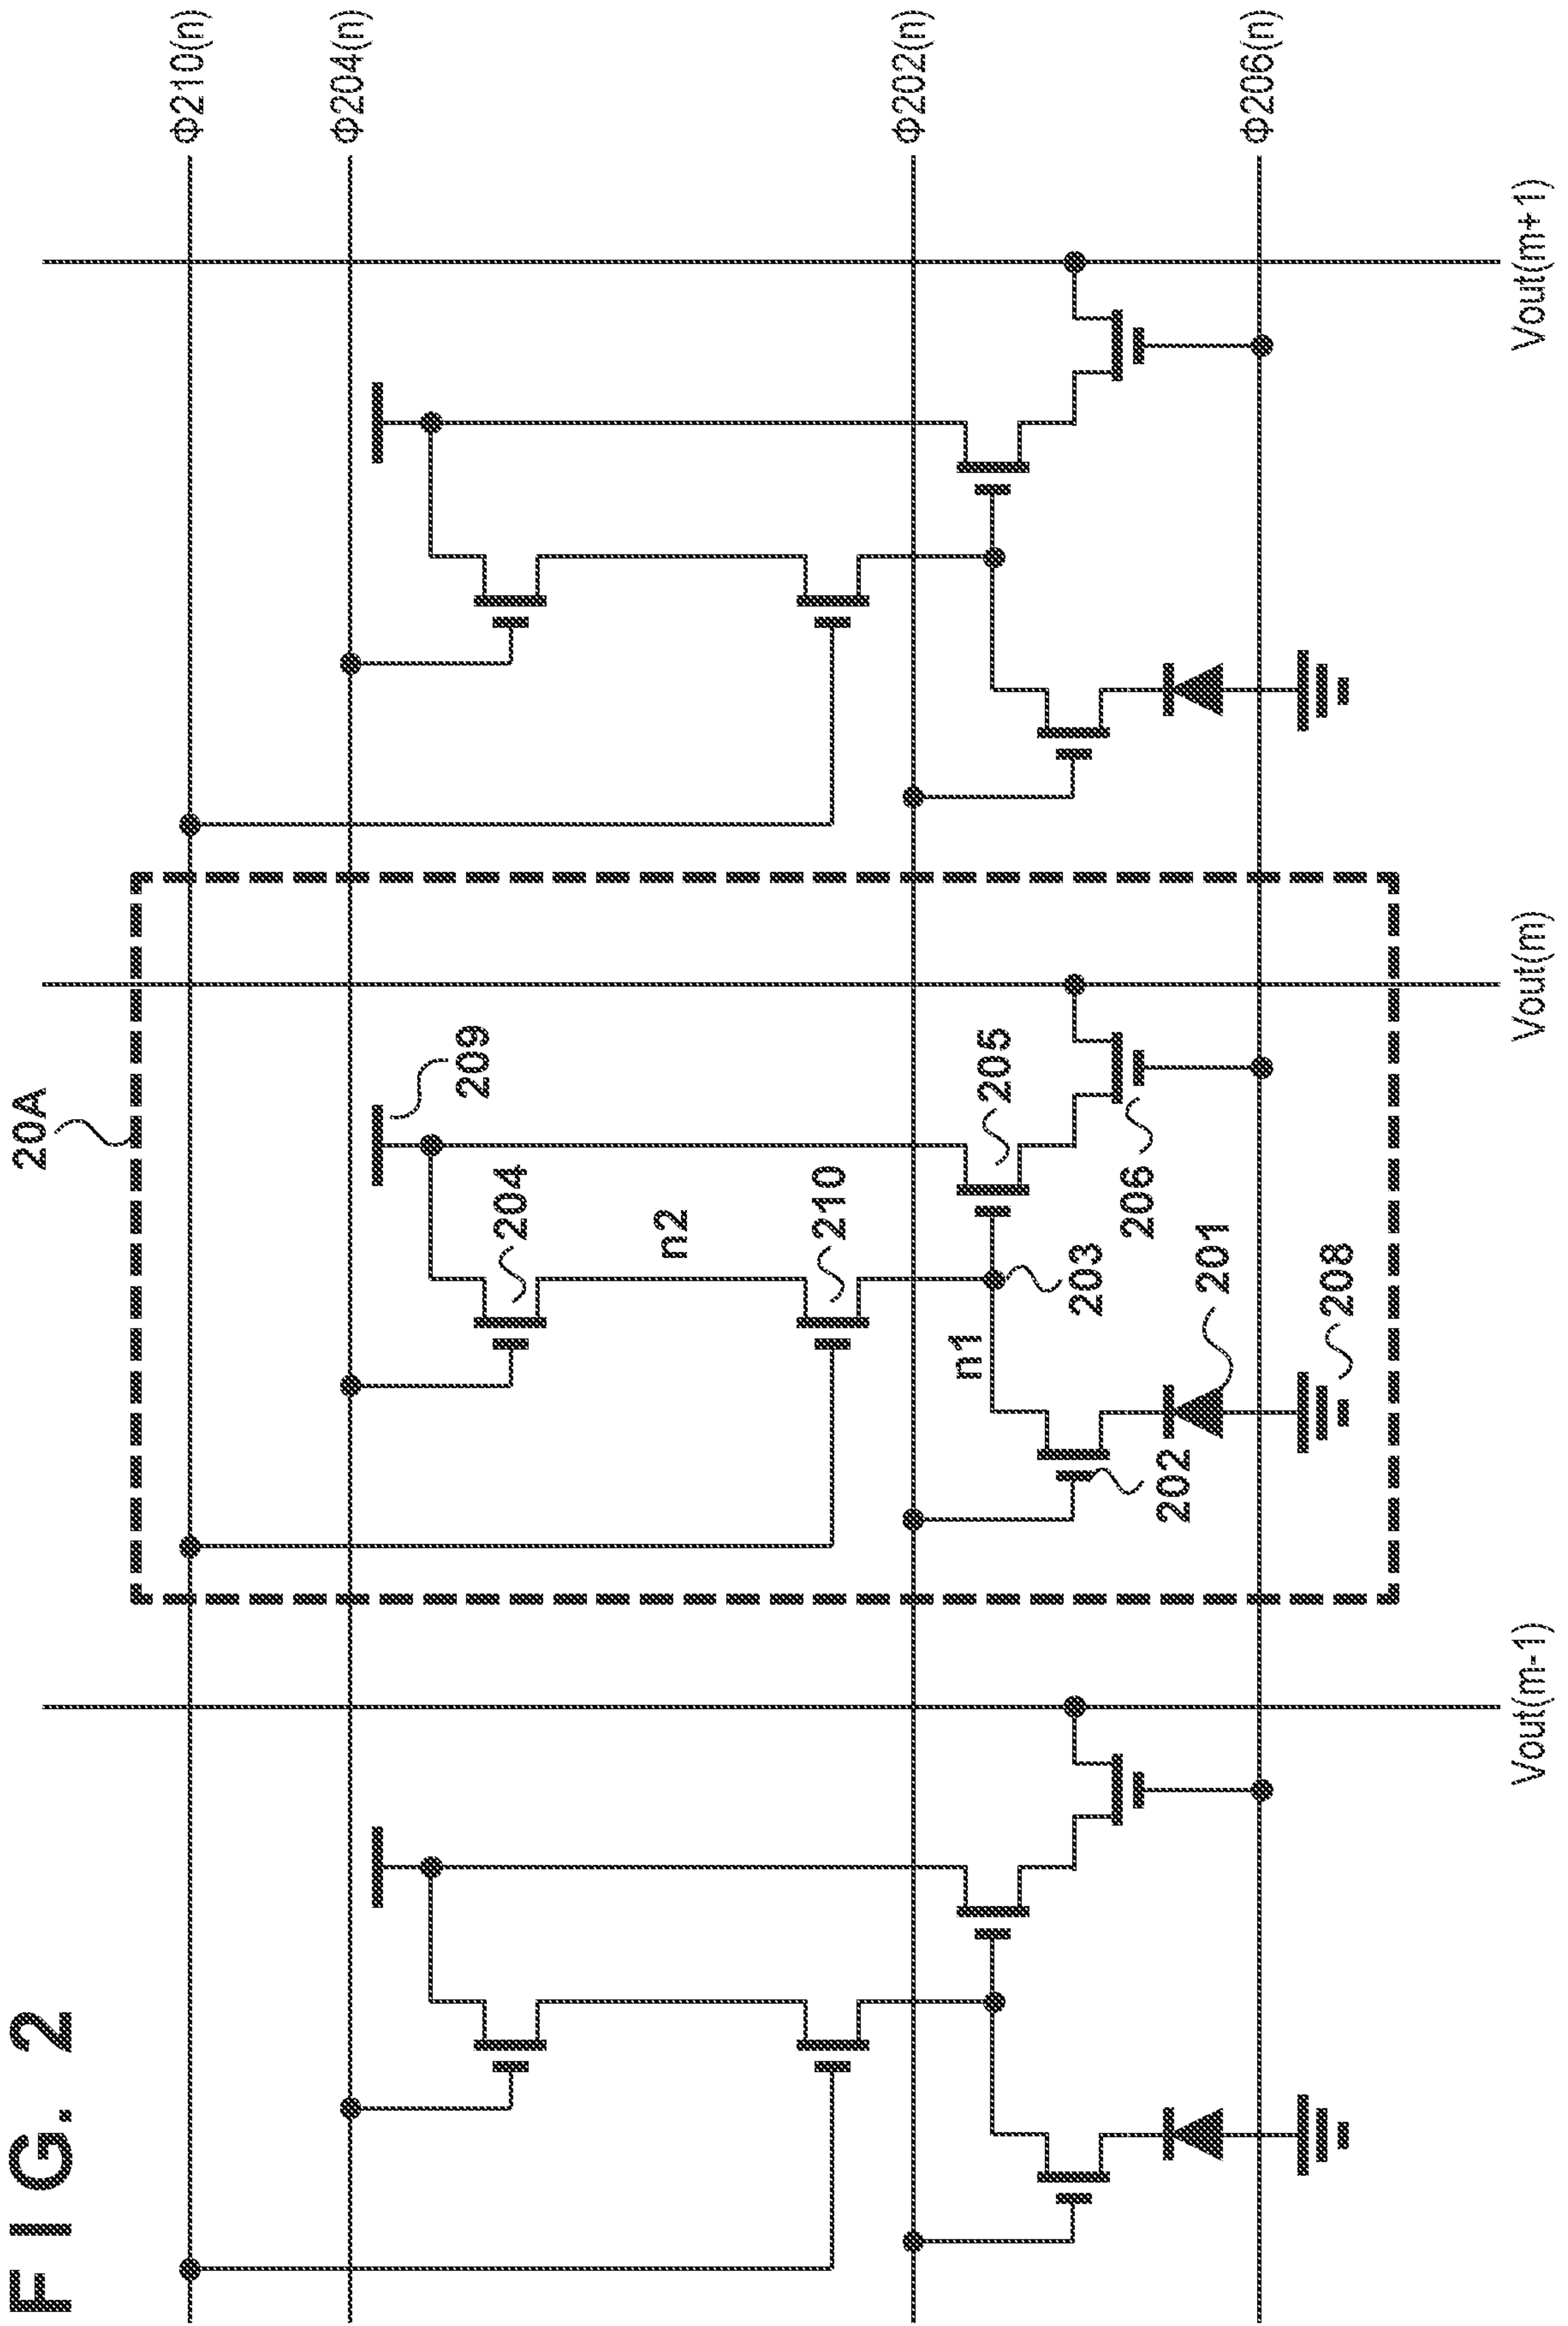 FIG. 2
20A
Φ210(n)
Φ204(n)
209
204
n2
210
Φ202(n)
205
n1
203
206
202
201
Φ206(n)
208
Vout(m-1)
Vout(m)
Vout(m+1)